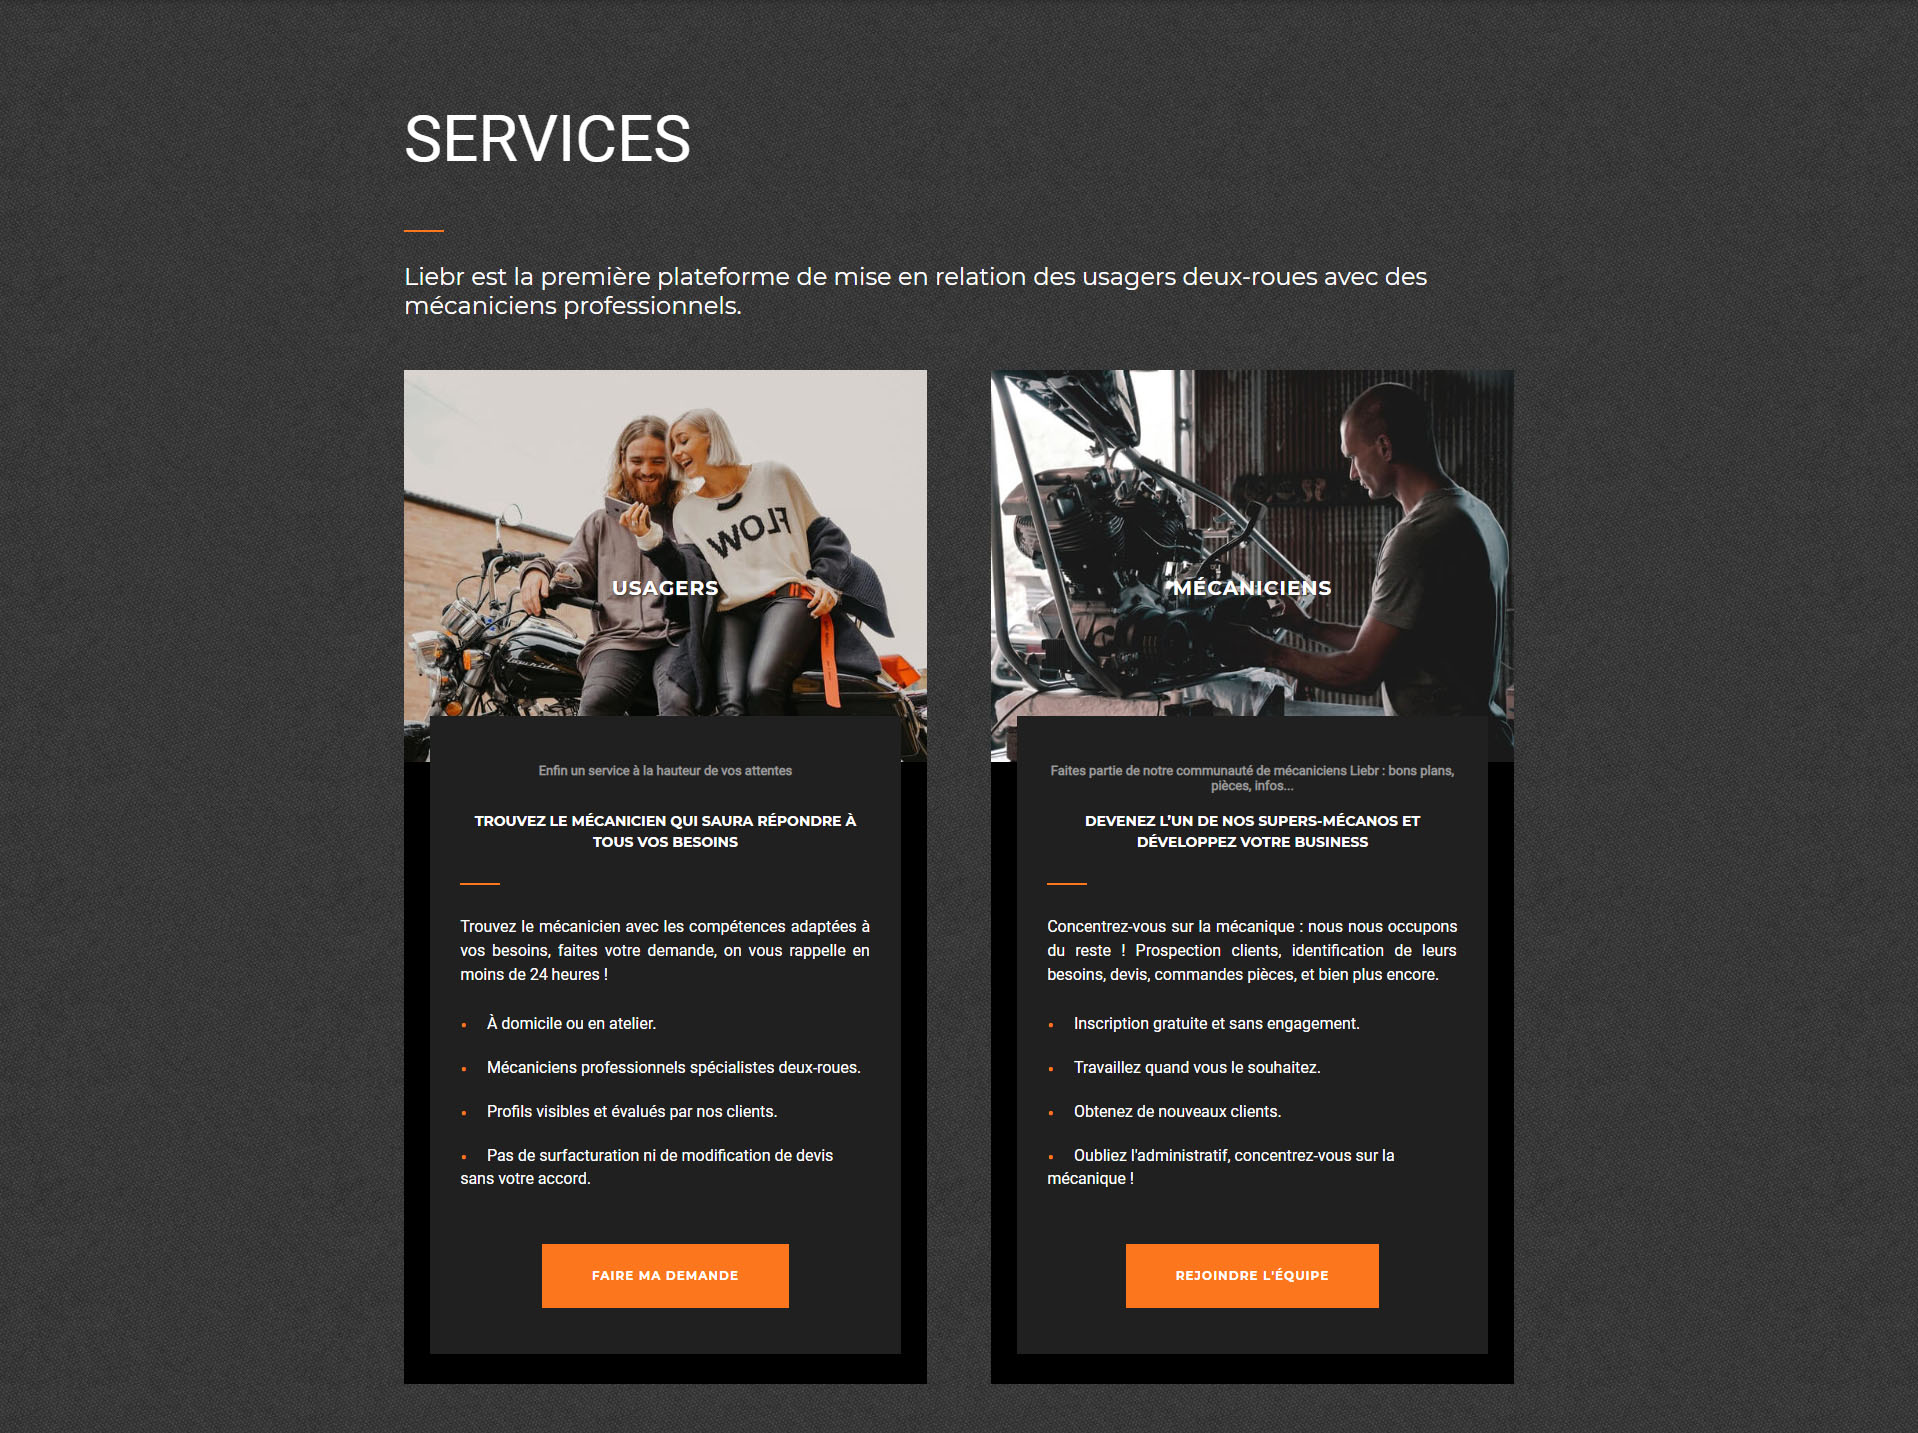 SERVICES
Liebr est la première plateforme de mise en relation des usagers deux-roues avec des
mécaniciens professionnels.
FLOW
USAGERS
Enfin un service à la hauteur de vos attentes
TROUVEZ LE MÉCANICIEN QUI SAURA RÉPONDRE À
TOUS VOS BESOINS
Trouvez le mécanicien avec les compétences adaptées à
vos besoins, faites votre demande, on vous rappelle en
moins de 24 heures !
• À domicile ou en atelier.
• Mécaniciens professionnels spécialistes deux-roues.
• Profils visibles et évalués par nos clients.
• Pas de surfacturation ni de modification de devis
sans votre accord.
FAIRE MA DEMANDE
MÉCANICIENS
Faites partie de notre communauté de mécaniciens Liebr : bons plans,
pièces, infos...
DEVENEZ L’UN DE NOS SUPERS-MÉCANOS ET
DÉVELOPPEZ VOTRE BUSINESS
Concentrez-vous sur la mécanique : nous nous occupons
du reste ! Prospection clients, identification de leurs
besoins, devis, commandes pièces, et bien plus encore.
• Inscription gratuite et sans engagement.
• Travaillez quand vous le souhaitez.
• Obtenez de nouveaux clients.
• Oubliez l'administratif, concentrez-vous sur la
mécanique !
REJOINDRE L'ÉQUIPE